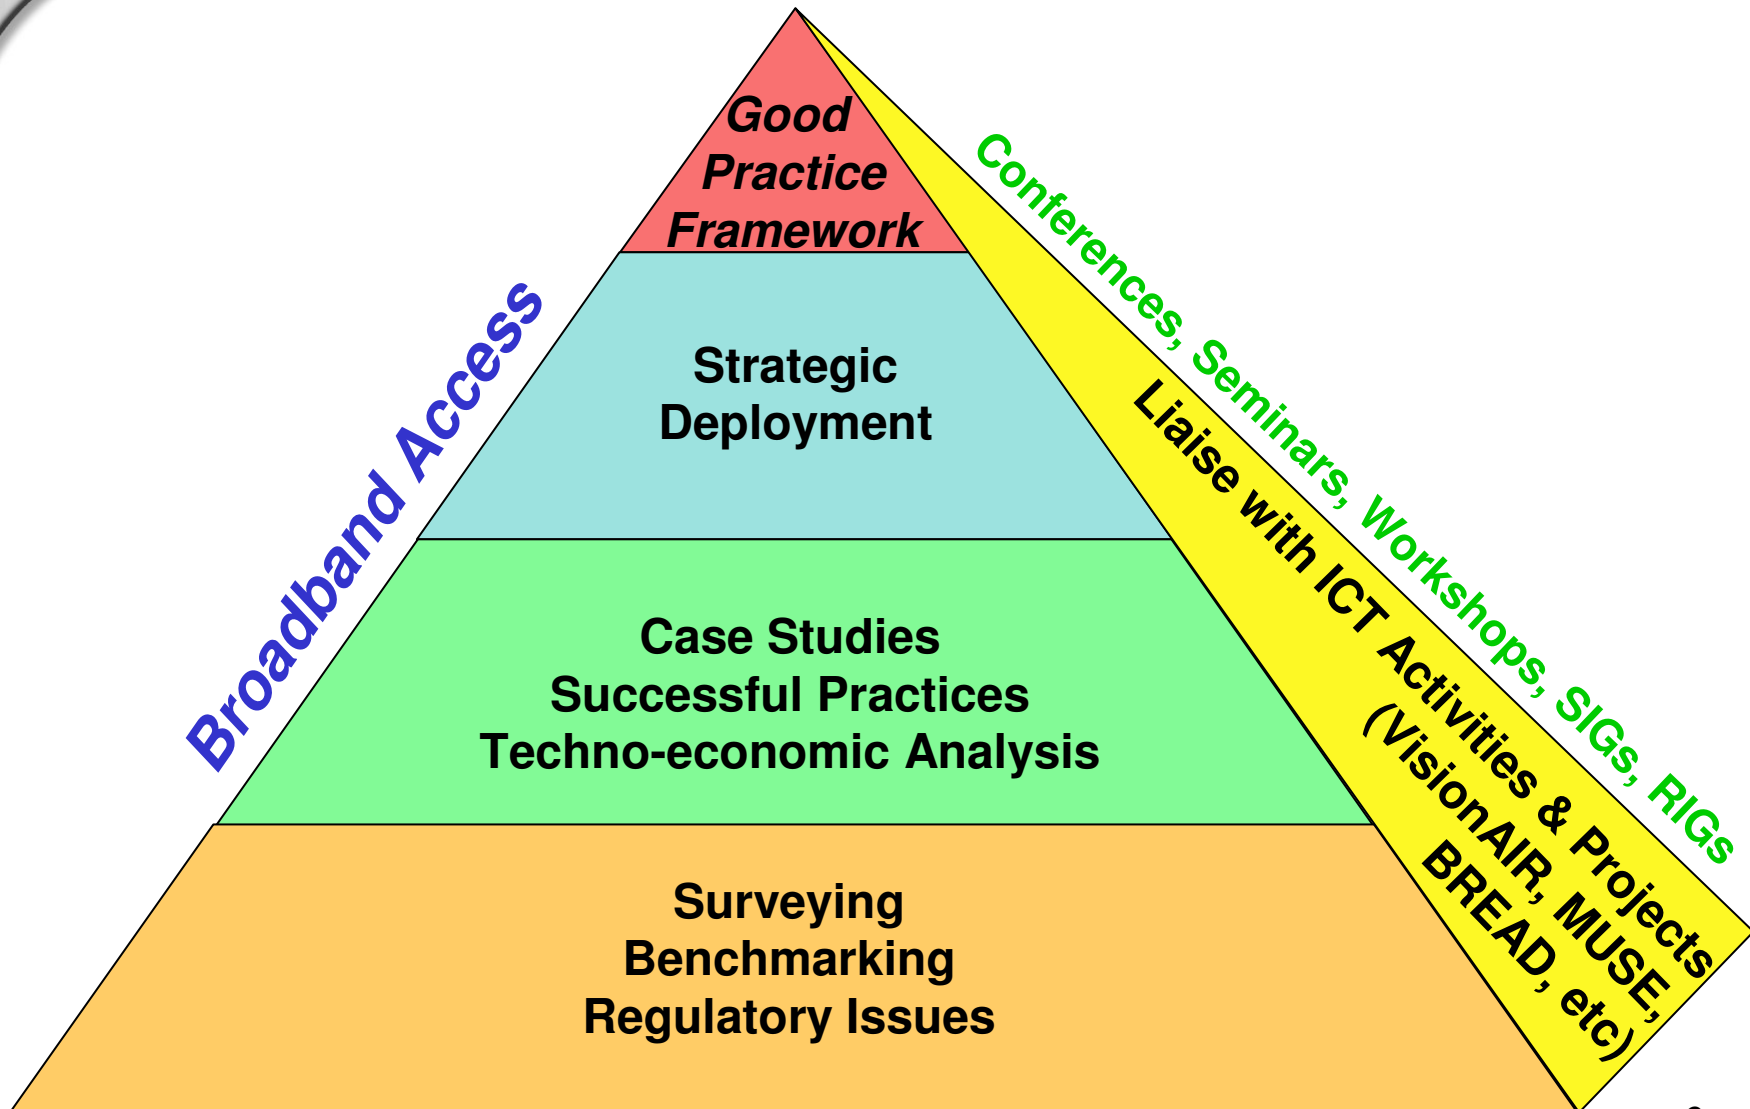 Good
Practice
Framework
Broadband Access
Strategic
Deployment
Case Studies
Successful Practices
Techno-economic Analysis
Surveying
Benchmarking
Regulatory Issues
Conferences, Seminars, Workshops, SIGs, RIGs
Liaise with ICT Activities & Projects
(VisionAIR, MUSE,
BREAD, etc)